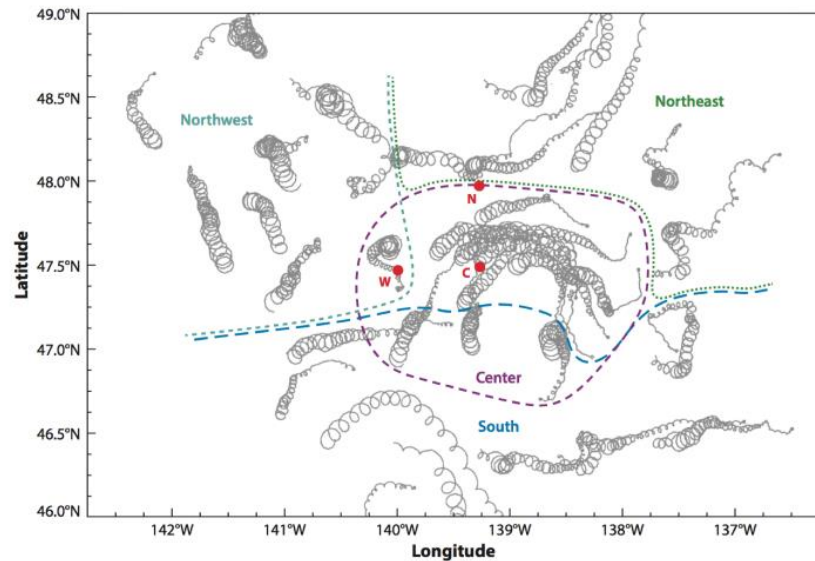 49.0°N
48.5°N
48.0°N
47.5°N
47.0°N
46.5°N
46.0°N
Latitude
Northwest
Northeast
N
W
C
Center
South
142°W
141°W
140°W
139°W
138°W
137°W
Longitude